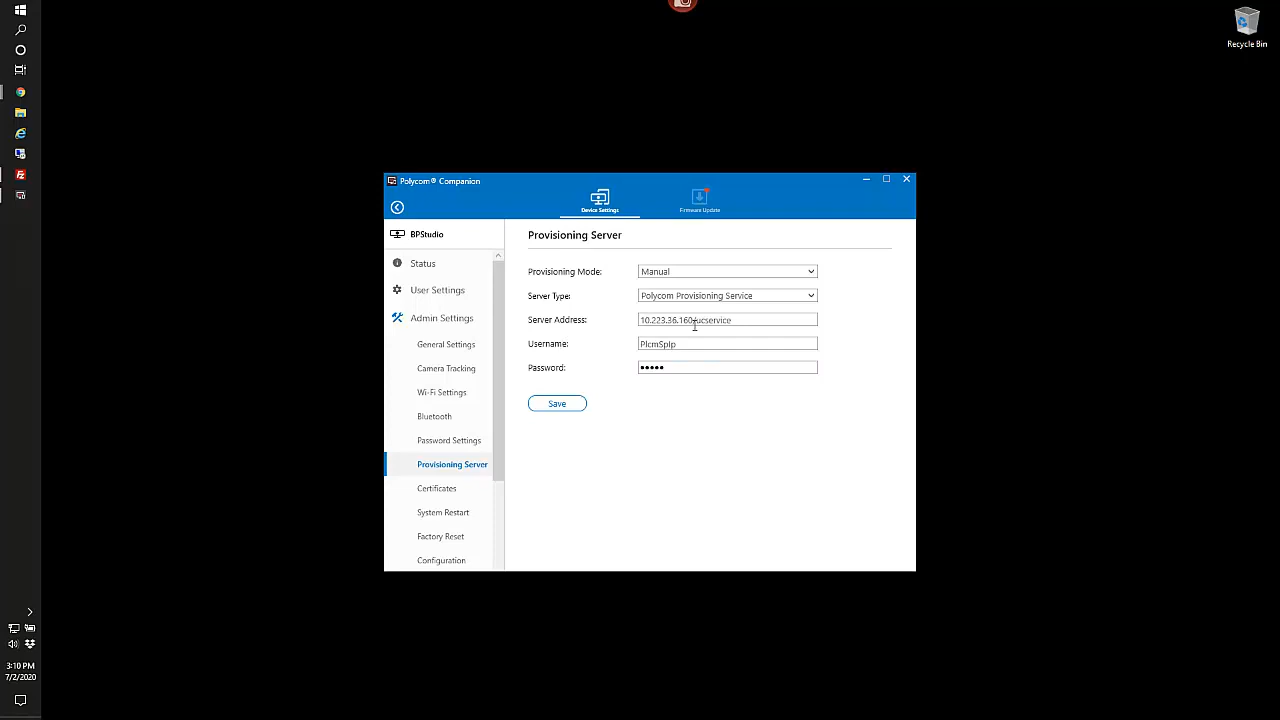 Recycle Bin
Polycom® Companion
Device Settings
Firmware Update
BPStudio
Status
User Settings
Admin Settings
General Settings
Camera Tracking
Wi-Fi Settings
Bluetooth
Password Settings
Provisioning Server
Certificates
System Restart
Factory Reset
Configuration
Provisioning Server
Provisioning Mode: Manual
Server Type: Polycom Provisioning Service
Server Address: 10.223.36.160/ucservice
Username: PlcmSpIp
Password: •••••
Save
3:10 PM
7/2/2020